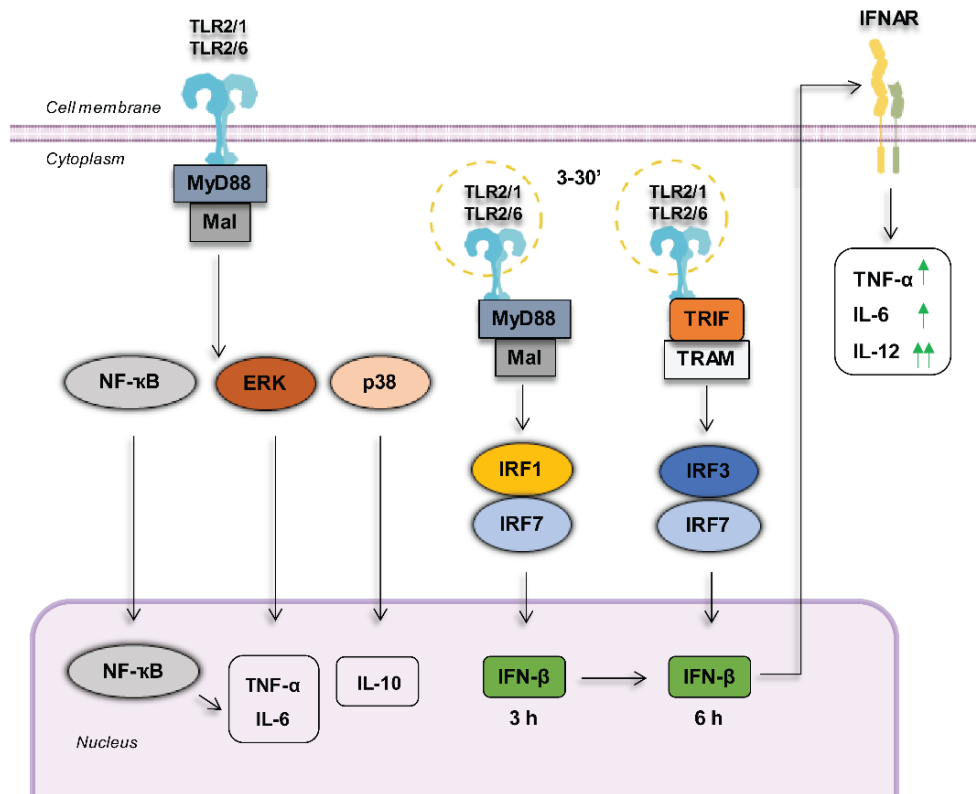 TLR2/1
TLR2/6
IFNAR
Cell membrane
Cytoplasm
MyD88
Mal
3-30’
TLR2/1
TLR2/6
TLR2/1
TLR2/6
MyD88
Mal
TRIF
TRAM
TNF-α
IL-6
IL-12
NF-κB
ERK
p38
IRF1
IRF7
IRF3
IRF7
NF-κB
TNF-α
IL-6
IL-10
IFN-β
3 h
IFN-β
6 h
Nucleus